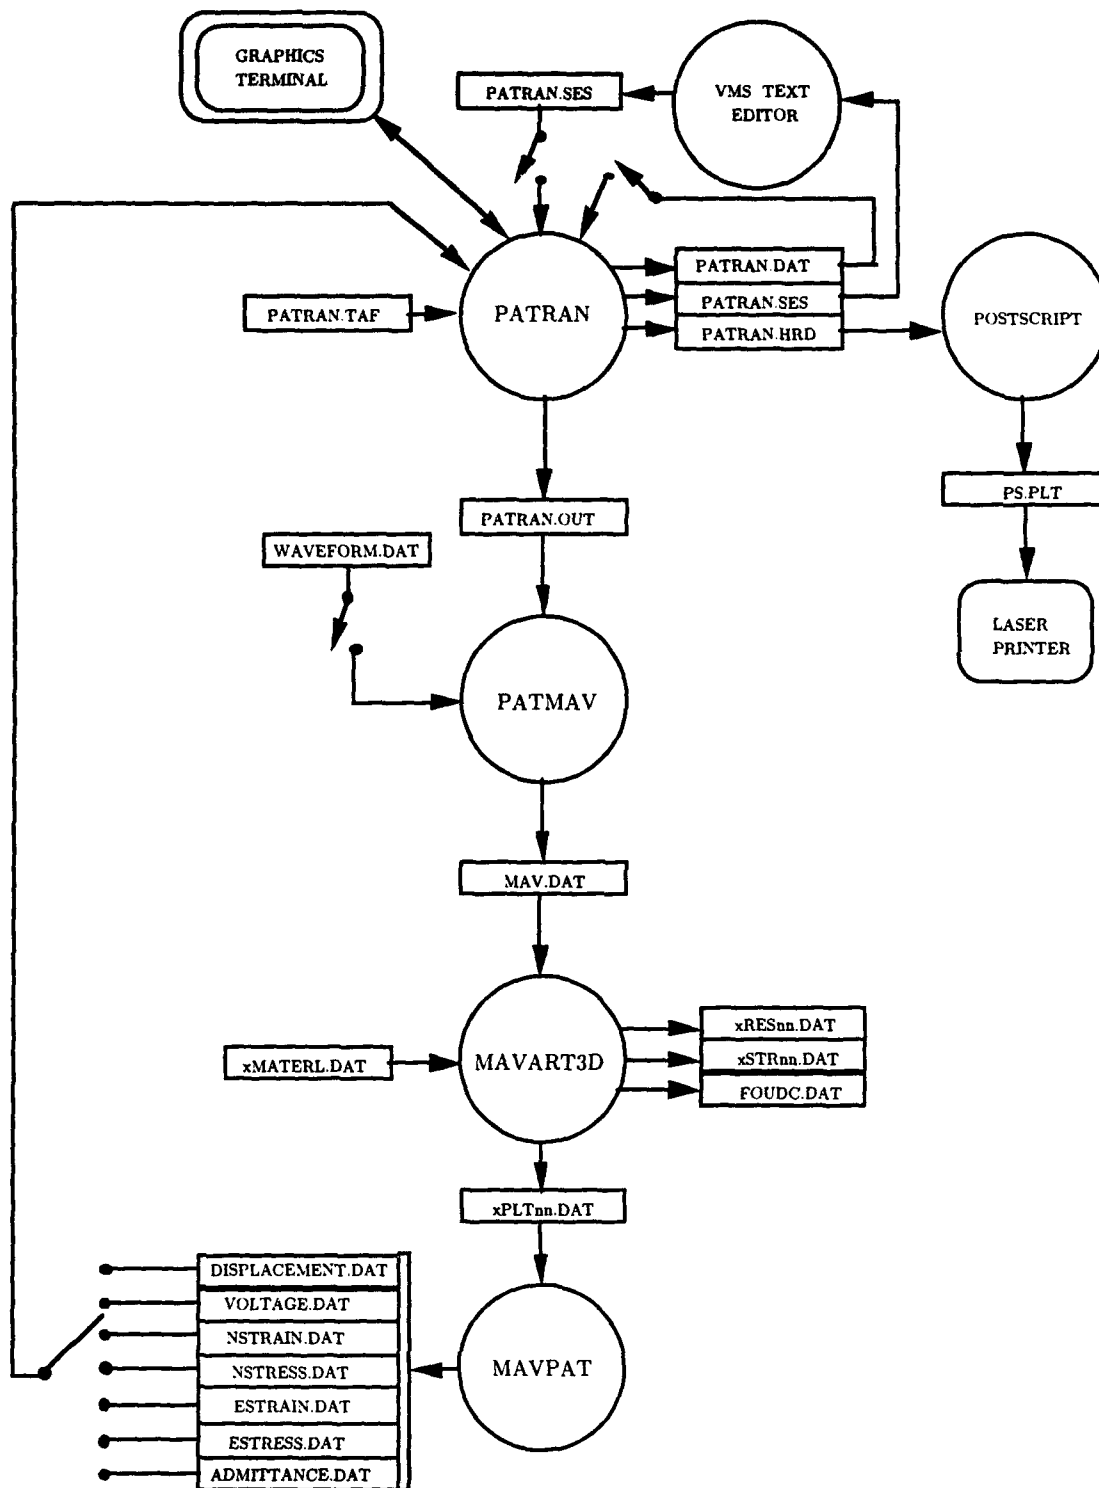 GRAPHICS
TERMINAL
PATRAN.SES
VMS TEXT
EDITOR
PATRAN.TAF
PATRAN
PATRAN.DAT
PATRAN.SES
PATRAN.HRD
POSTSCRIPT
PS.PLT
LASER
PRINTER
PATRAN.OUT
WAVEFORM.DAT
PATMAV
MAV.DAT
xMATERL.DAT
MAVART3D
xRESnn.DAT
xSTRnn.DAT
FOUDC.DAT
xPLTnn.DAT
MAVPAT
DISPLACEMENT.DAT
VOLTAGE.DAT
NSTRAIN.DAT
NSTRESS.DAT
ESTRAIN.DAT
ESTRESS.DAT
ADMITTANCE.DAT